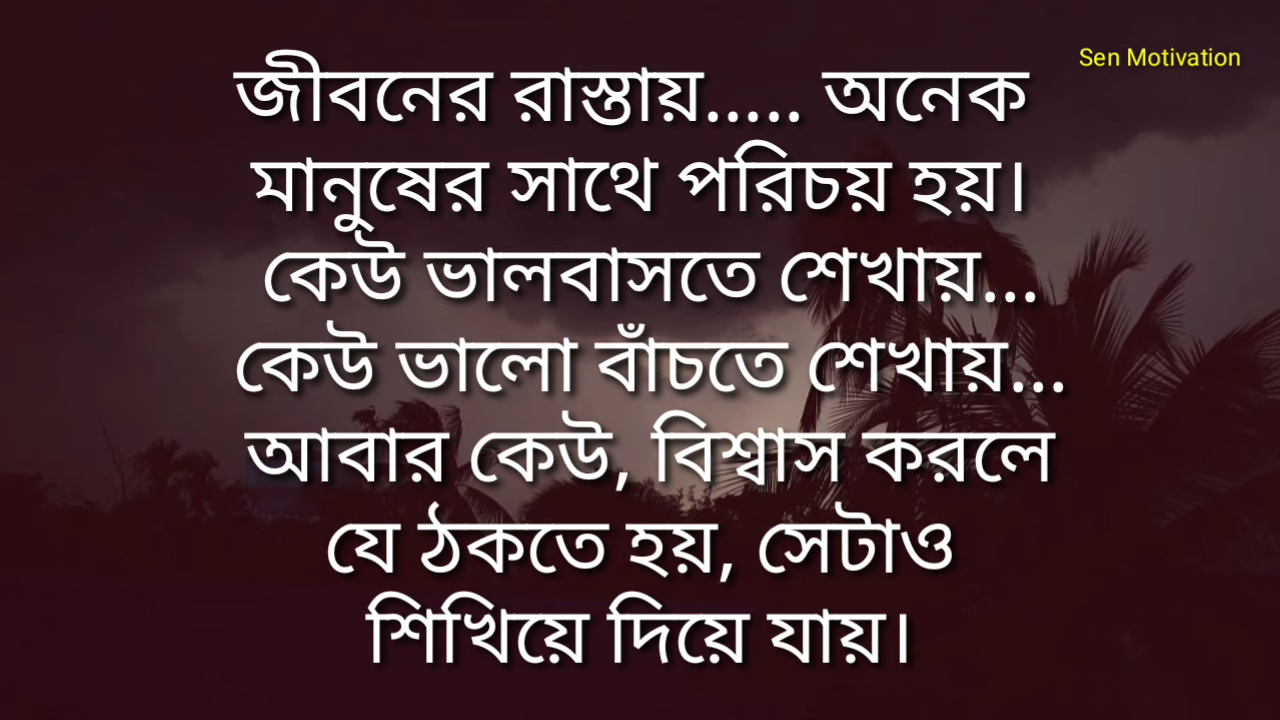 Sen Motivation
জীবনের রাস্তায়..... অনেক
মানুষের সাথে পরিচয় হয়।
কেউ ভালবাসতে শেখায়...
কেউ ভালো বাঁচতে শেখায়...
আবার কেউ, বিশ্বাস করলে
যে ঠকতে হয়, সেটাও
শিখিয়ে দিয়ে যায়।